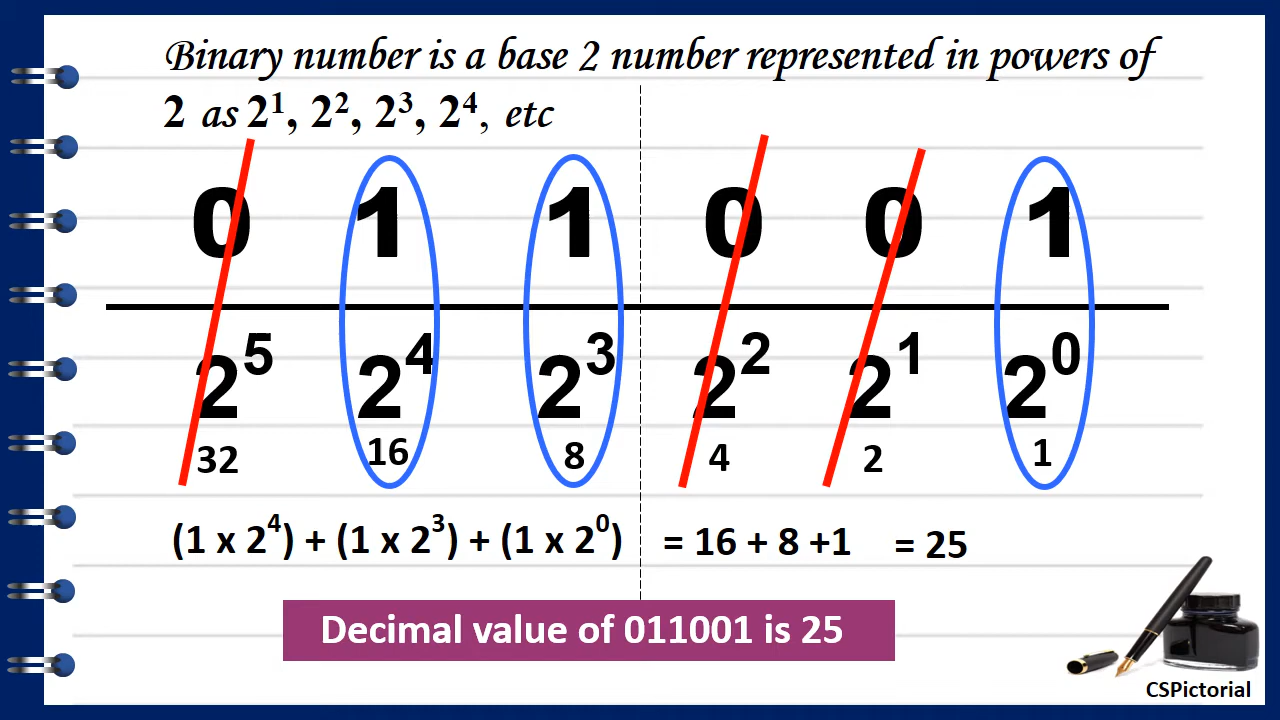 Binary number is a base 2 number represented in powers of
2 as 2¹, 2², 2³, 2⁴, etc
0 1 1 0 0 1
2⁵ 2⁴ 2³ 2² 2¹ 2⁰
32 16 8 4 2 1
(1 x 2⁴) + (1 x 2³) + (1 x 2⁰) = 16 + 8 +1 = 25
Decimal value of 011001 is 25
CSPictorial